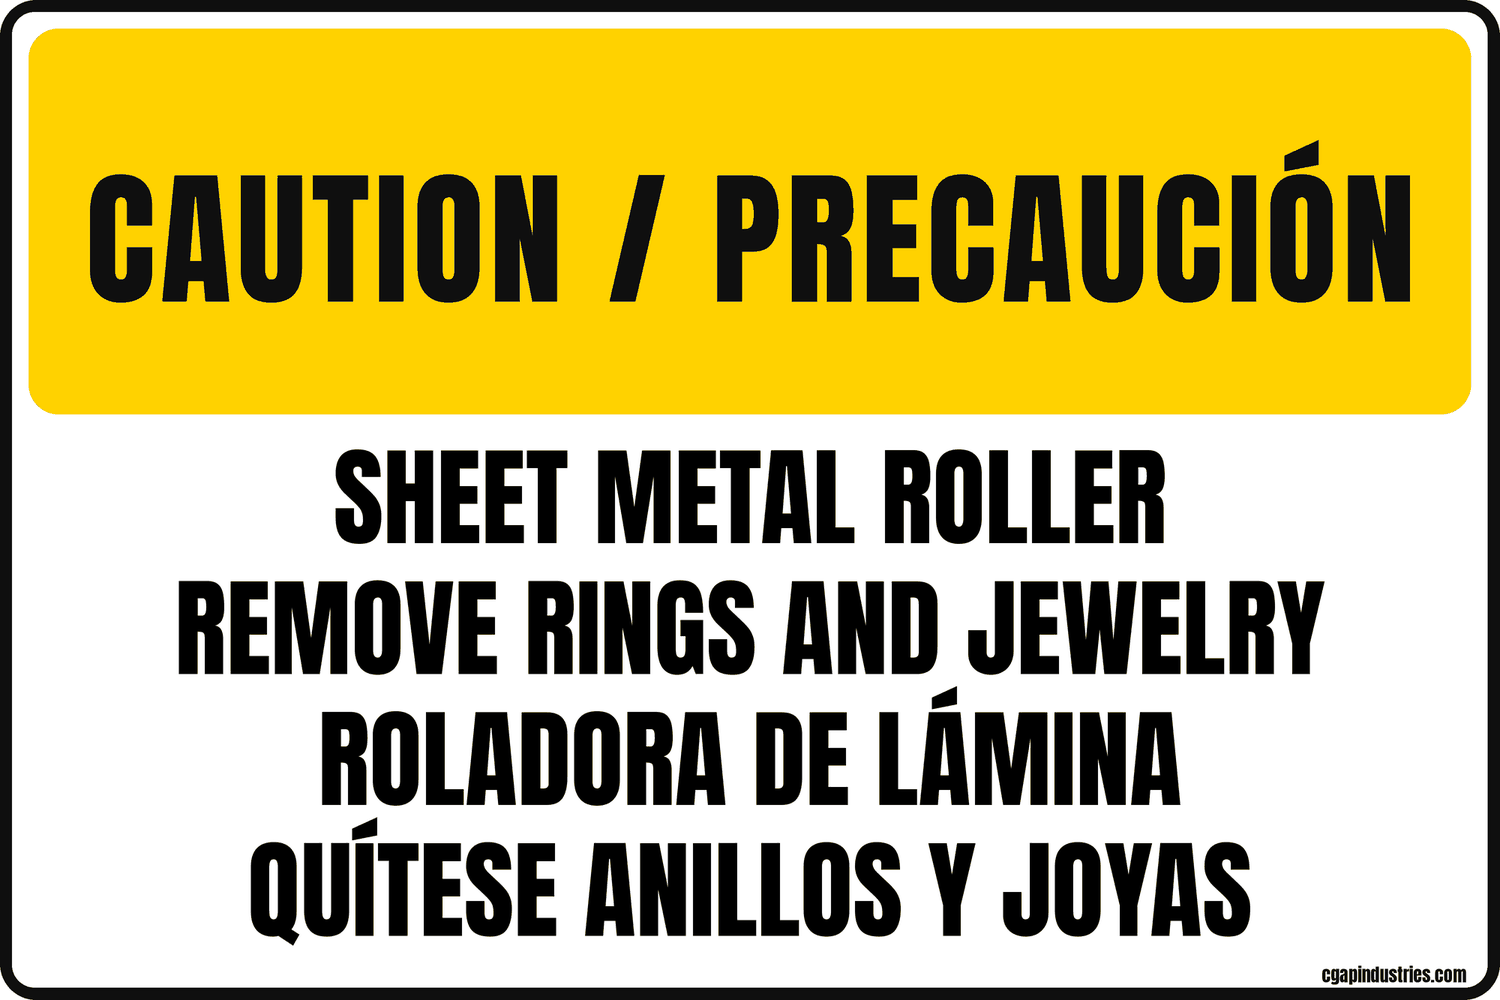 CAUTION / PRECAUCIÓN
SHEET METAL ROLLER
REMOVE RINGS AND JEWELRY
ROLADORA DE LÁMINA
QUÍTESE ANILLOS Y JOYAS
cgapindustries.com